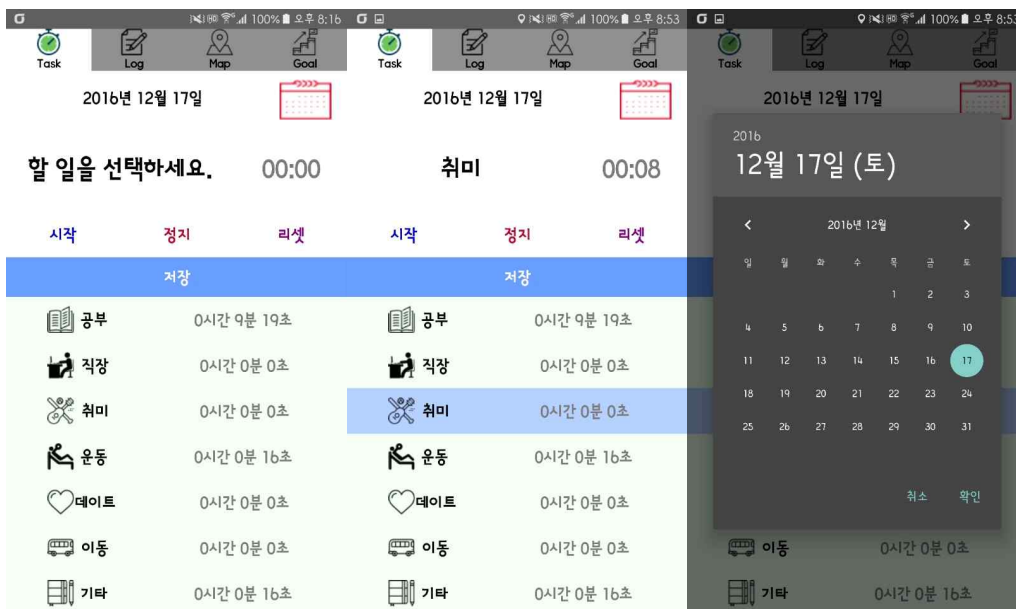 100% 오후 8:16
Task Log Map Goal
2016년 12월 17일
할 일을 선택하세요. 00:00
시작 정지 리셋
저장
공부 0시간 9분 19초
직장 0시간 0분 0초
취미 0시간 0분 0초
운동 0시간 0분 16초
데이트 0시간 0분 0초
이동 0시간 0분 0초
기타 0시간 0분 16초
100% 오후 8:53
Task Log Map Goal
2016년 12월 17일
취미 00:08
시작 정지 리셋
저장
공부 0시간 9분 19초
직장 0시간 0분 0초
취미 0시간 0분 0초
운동 0시간 0분 16초
데이트 0시간 0분 0초
이동 0시간 0분 0초
기타 0시간 0분 16초
100% 오후 8:53
Task Log Map Goal
2016년 12월 17일
2016
12월 17일 (토)
2016년 12월
일 월 화 수 목 금 토
1 2 3
4 5 6 7 8 9 10
11 12 13 14 15 16 17
18 19 20 21 22 23 24
25 26 27 28 29 30 31
취소 확인
이동 0시간 0분 0초
기타 0시간 0분 16초